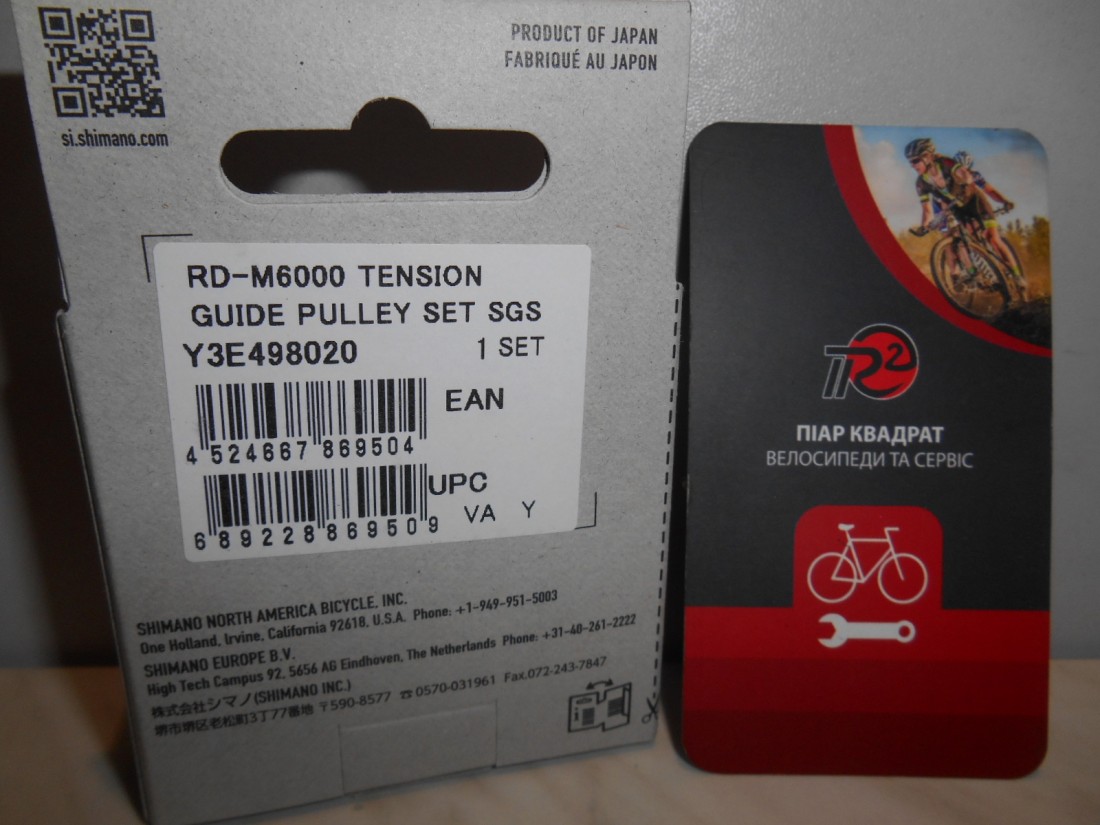 PRODUCT OF JAPAN
FABRIQUÉ AU JAPON
si.shimano.com
RD-M6000 TENSION
GUIDE PULLEY SET SGS
Y3E498020 1 SET
EAN
4 524667 869504
UPC
6 89228 86950 9
VA Y
SHIMANO NORTH AMERICA BICYCLE, INC.
One Holland, Irvine, California 92618, U.S.A. Phone: +1-949-951-5003
SHIMANO EUROPE B.V.
High Tech Campus 92, 5656 AG Eindhoven, The Netherlands Phone: +31-40-261-2222
株式会社シマノ(SHIMANO INC.)
堺市堺区老松町3丁77番地 〒590-8577 ☎0570-031961 Fax.072-243-7847
ПR2
ПІАР КВАДРАТ
ВЕЛОСИПЕДИ ТА СЕРВІС